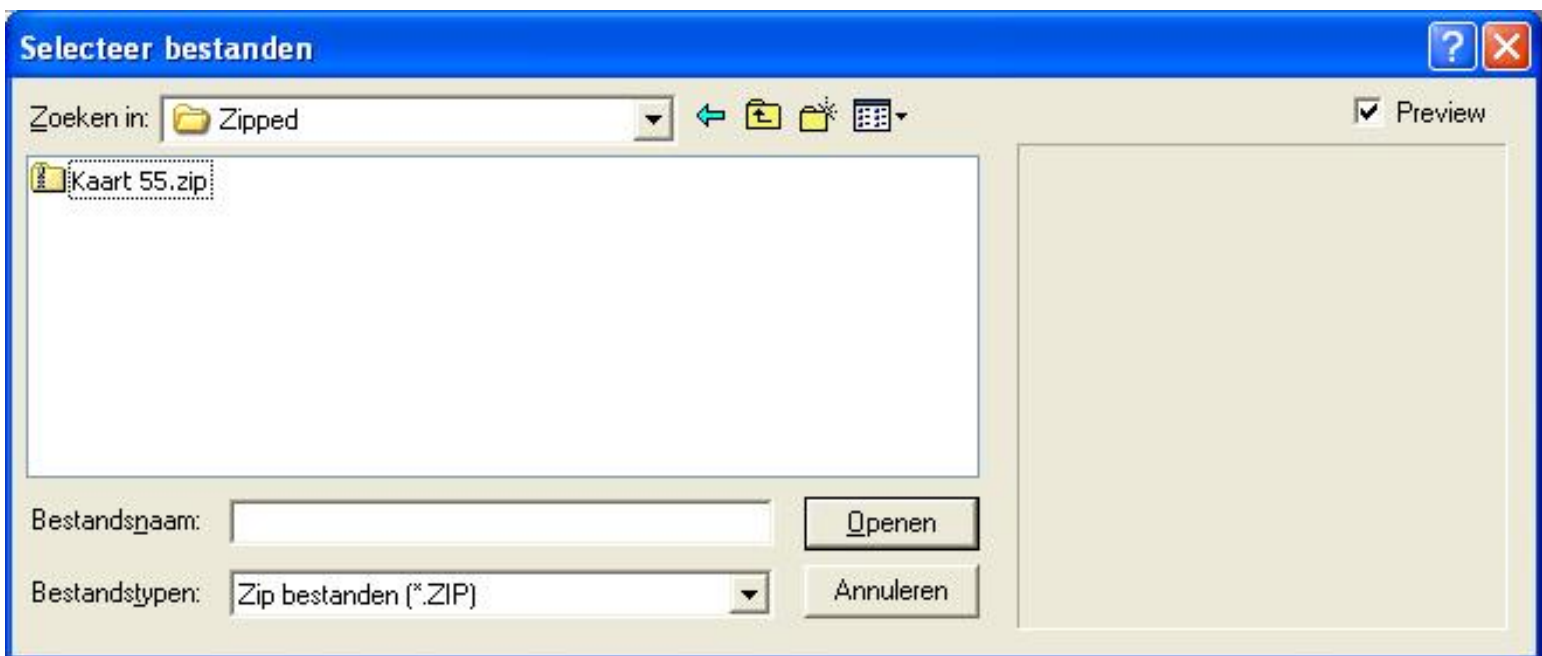 Selecteer bestanden
Zoeken in: Zipped
Preview
Kaart 55.zip
Bestandsnaam:
Openen
Bestandstypen: Zip bestanden (*.ZIP)
Annuleren